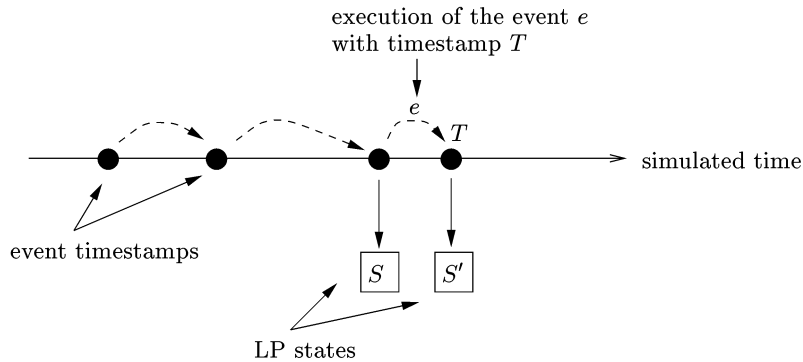 execution of the event e
with timestamp T
e
T
simulated time
event timestamps
S
S′
LP states